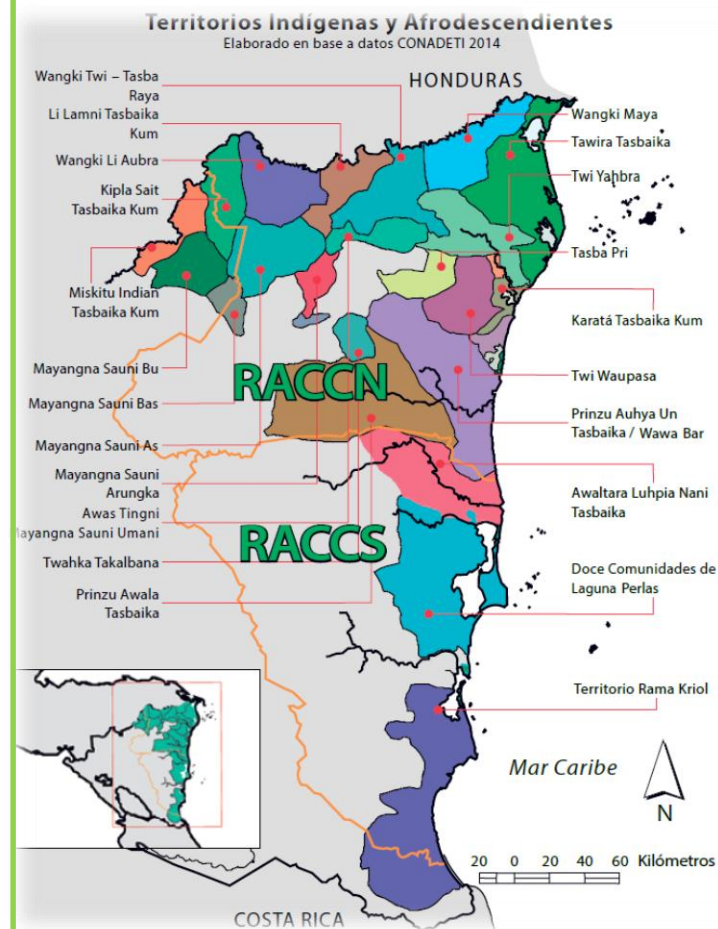 Territorios Indígenas y Afrodescendientes
Elaborado en base a datos CONADETI 2014
HONDURAS
Wangki Twi – Tasba
Raya
Li Lamni Tasbaika
Kum
Wangki Li Aubra
Kipla Sait
Tasbaika Kum
Miskitu Indian
Tasbaika Kum
Mayangna Sauni Bu
Mayangna Sauni Bas
Mayangna Sauni As
Mayangna Sauni
Arungka
Awas Tingni
Mayangna Sauni Umani
Twahka Takalbana
Prinzu Awala
Tasbaika
Wangki Maya
Tawira Tasbaika
Twi Yahbra
Tasba Pri
Karatá Tasbaika Kum
Twi Waupasa
Prinzu Auhya Un
Tasbaika / Wawa Bar
Awaltara Luhpia Nani
Tasbaika
Doce Comunidades de
Laguna Perlas
Territorio Rama Kriol
RACCN
RACCS
Mar Caribe
N
20 0 20 40 60 Kilómetros
COSTA RICA